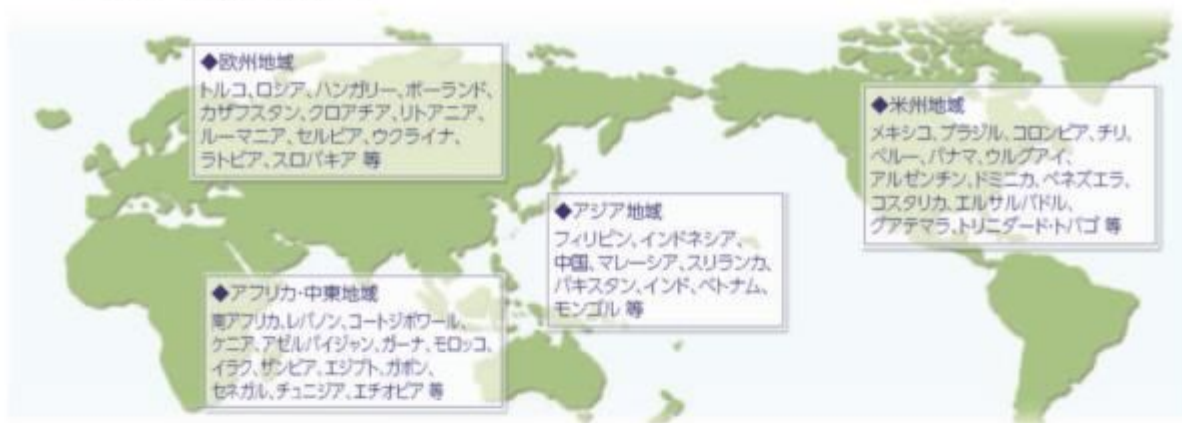 ◆欧州地域
トルコ、ロシア、ハンガリー、ポーランド、
カザフスタン、クロアチア、リトアニア、
ルーマニア、セルビア、ウクライナ、
ラトビア、スロバキア 等
◆米州地域
メキシコ、ブラジル、コロンビア、チリ、
ペルー、パナマ、ウルグアイ、
アルゼンチン、ドミニカ、ベネズエラ、
コスタリカ、エルサルバドル、
グアテマラ、トリニダード・トバゴ 等
◆アジア地域
フィリピン、インドネシア、
中国、マレーシア、スリランカ、
パキスタン、インド、ベトナム、
モンゴル 等
◆アフリカ・中東地域
南アフリカ、レバノン、コートジボワール、
ケニア、アゼルバイジャン、ガーナ、モロッコ、
イラク、ザンビア、エジプト、ガボン、
セネガル、チュニジア、エチオピア 等